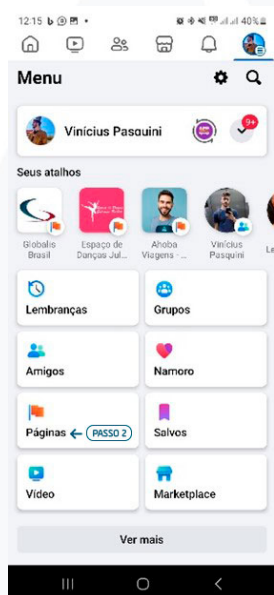 12:15
40%
Menu
Vinícius Pasquini
9+
Seus atalhos
Globalis
Brasil
Espaço de
Danças Jul...
Ahoba
Viagens -...
Vinícius
Pasquini
Le
Lembranças
Grupos
Amigos
Namoro
Páginas
PASSO 2
Salvos
Vídeo
Marketplace
Ver mais